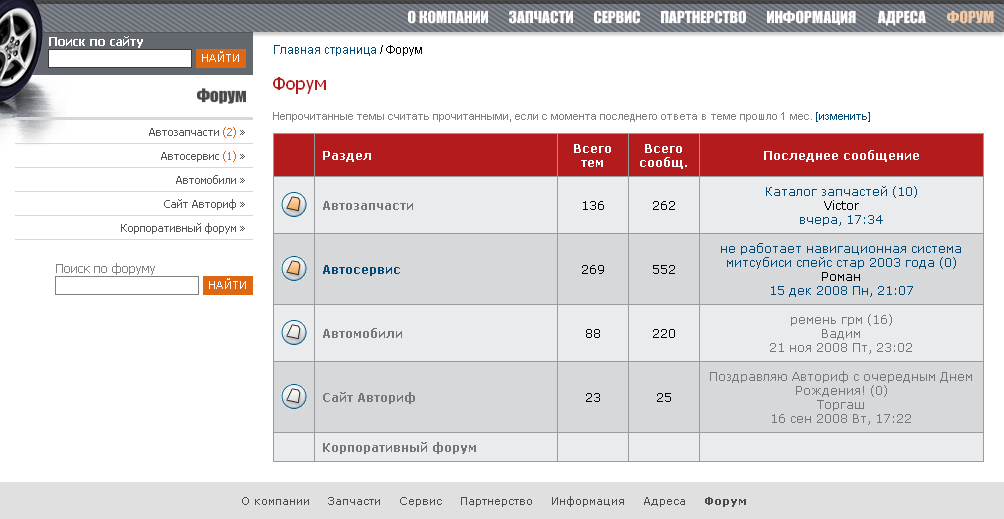 О КОМПАНИИ ЗАПЧАСТИ СЕРВИС ПАРТНЕРСТВО ИНФОРМАЦИЯ АДРЕСА ФОРУМ
Поиск по сайту
НАЙТИ
Форум
Автозапчасти (2) »
Автосервис (1) »
Автомобили »
Сайт Авториф »
Корпоративный форум »
Поиск по форуму
НАЙТИ
Главная страница / Форум
Форум
Непрочитанные темы считать прочитанными, если с момента последнего ответа в теме прошло 1 мес. [изменить]
Раздел Всего тем Всего сообщ. Последнее сообщение
Автозапчасти 136 262 Каталог запчастей (10)
Victor
вчера, 17:34
Автосервис 269 552 не работает навигационная система
митсубиси спейс стар 2003 года (0)
Роман
15 дек 2008 Пн, 21:07
Автомобили 88 220 ремень грм (16)
Вадим
21 ноя 2008 Пт, 23:02
Сайт Авториф 23 25 Поздравляю Авториф с очередным Днем
Рождения! (0)
Торгаш
16 сен 2008 Вт, 17:22
Корпоративный форум
О компании Запчасти Сервис Партнерство Информация Адреса Форум